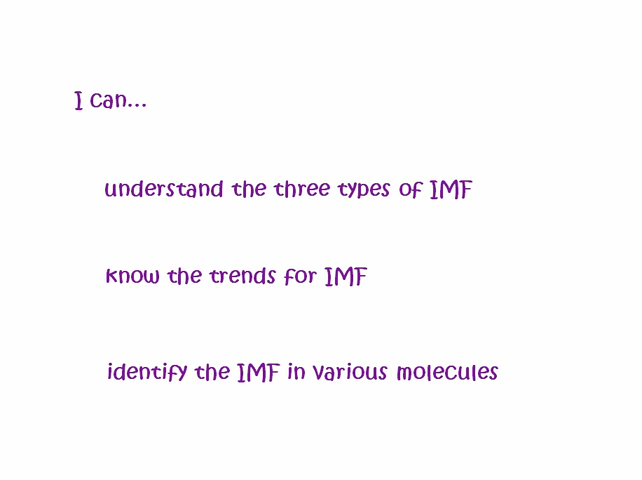 I can...
understand the three types of IMF
know the trends for IMF
identify the IMF in various molecules